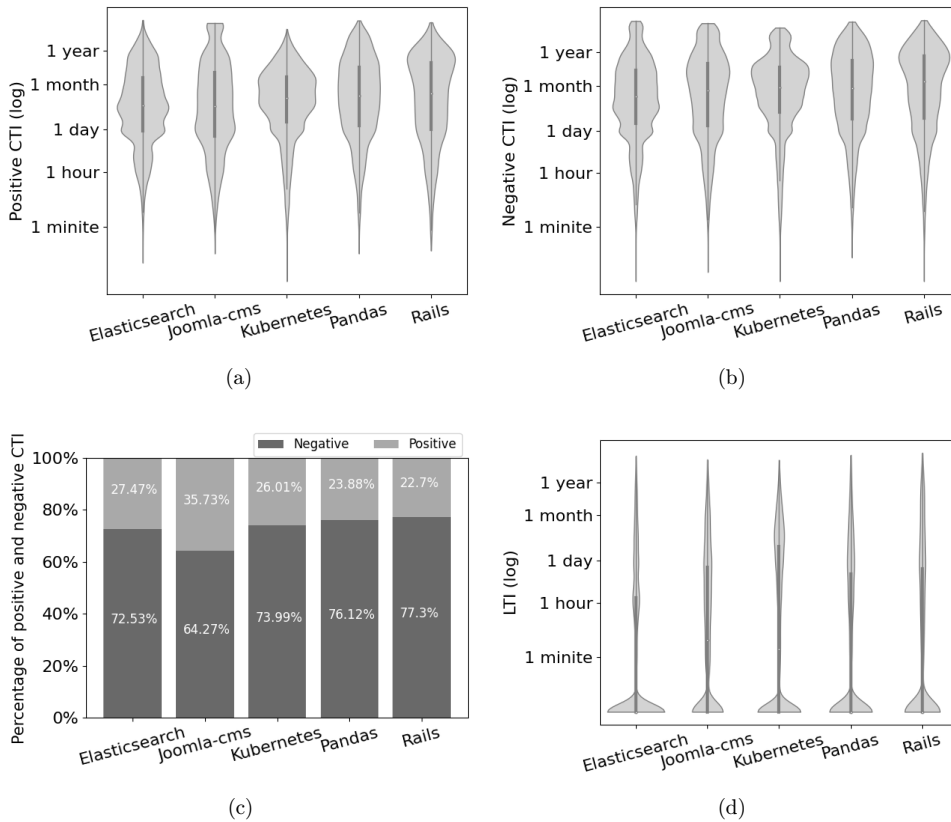 Positive CTI (log)
1 year
1 month
1 day
1 hour
1 minite
Elasticsearch
Joomla-cms
Kubernetes
Pandas
Rails
(a)
Negative CTI (log)
1 year
1 month
1 day
1 hour
1 minite
Elasticsearch
Joomla-cms
Kubernetes
Pandas
Rails
(b)
Percentage of positive and negative CTI
Negative
Positive
100%
80%
60%
40%
20%
0%
27.47%
35.73%
26.01%
23.88%
22.7%
72.53%
64.27%
73.99%
76.12%
77.3%
Elasticsearch
Joomla-cms
Kubernetes
Pandas
Rails
(c)
LTI (log)
1 year
1 month
1 day
1 hour
1 minite
Elasticsearch
Joomla-cms
Kubernetes
Pandas
Rails
(d)